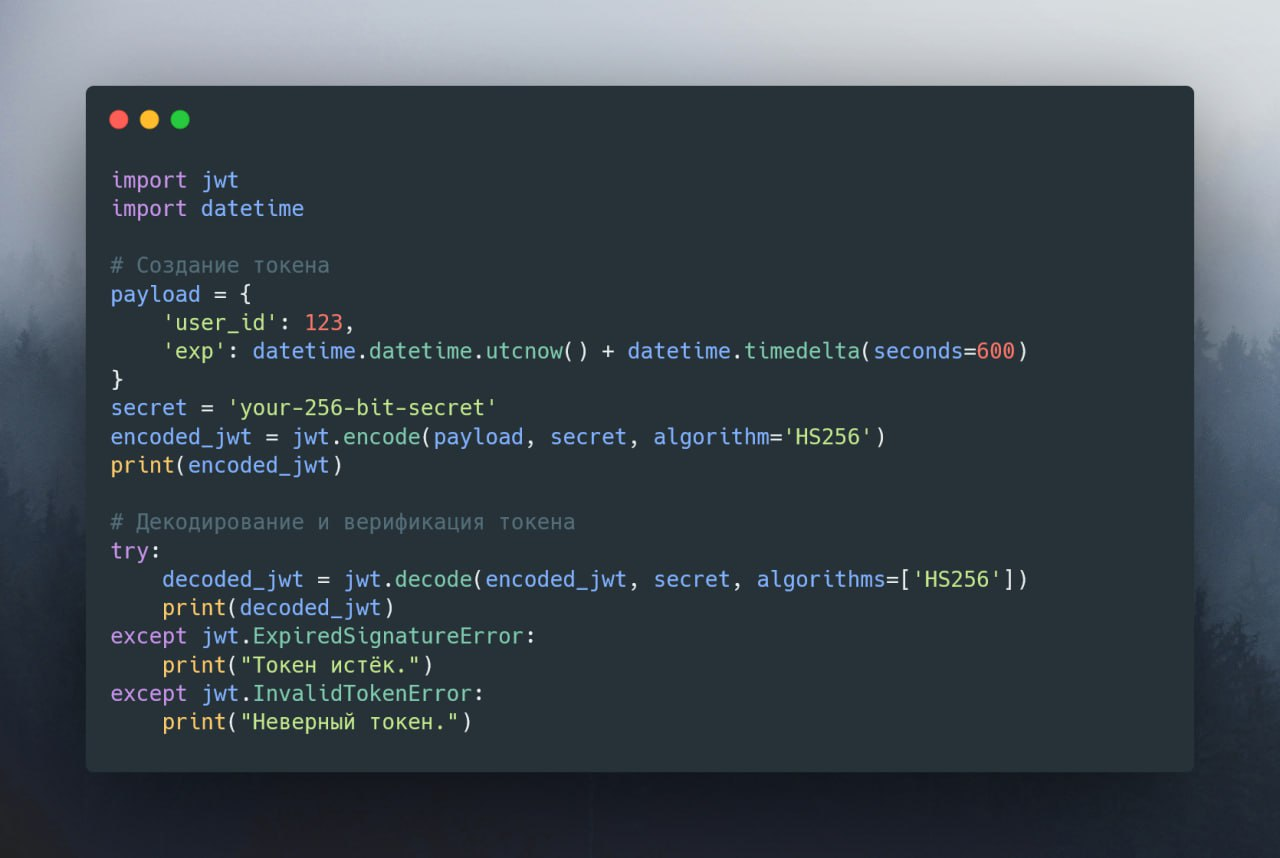 import jwt
import datetime
# Создание токена
payload = {
    'user_id': 123,
    'exp': datetime.datetime.utcnow() + datetime.timedelta(seconds=600)
}
secret = 'your-256-bit-secret'
encoded_jwt = jwt.encode(payload, secret, algorithm='HS256')
print(encoded_jwt)
# Декодирование и верификация токена
try:
    decoded_jwt = jwt.decode(encoded_jwt, secret, algorithms=['HS256'])
    print(decoded_jwt)
except jwt.ExpiredSignatureError:
    print("Токен истёк.")
except jwt.InvalidTokenError:
    print("Неверный токен.")